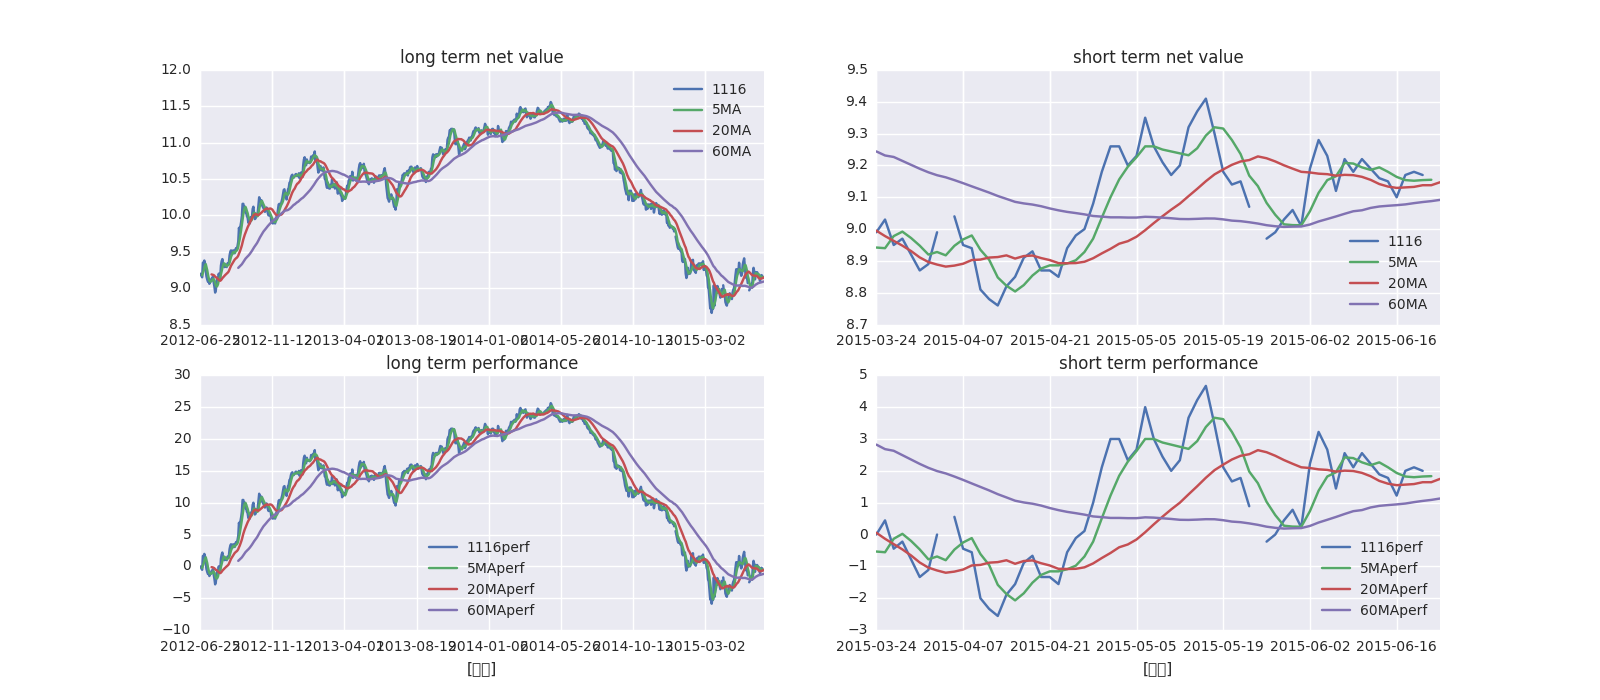 long term net value
12.0
11.5
11.0
10.5
10.0
9.5
9.0
8.5
1116
5MA
20MA
60MA
2012-06-25 2012-11-12 2013-04-01 2013-08-19 2014-01-06 2014-05-26 2014-10-13 2015-03-02
short term net value
9.5
9.4
9.3
9.2
9.1
9.0
8.9
8.8
8.7
1116
5MA
20MA
60MA
2015-03-24 2015-04-07 2015-04-21 2015-05-05 2015-05-19 2015-06-02 2015-06-16
long term performance
30
25
20
15
10
5
0
−5
−10
1116perf
5MAperf
20MAperf
60MAperf
2012-06-25 2012-11-12 2013-04-01 2013-08-19 2014-01-06 2014-05-26 2014-10-13 2015-03-02
short term performance
5
4
3
2
1
0
−1
−2
−3
1116perf
5MAperf
20MAperf
60MAperf
2015-03-24 2015-04-07 2015-04-21 2015-05-05 2015-05-19 2015-06-02 2015-06-16